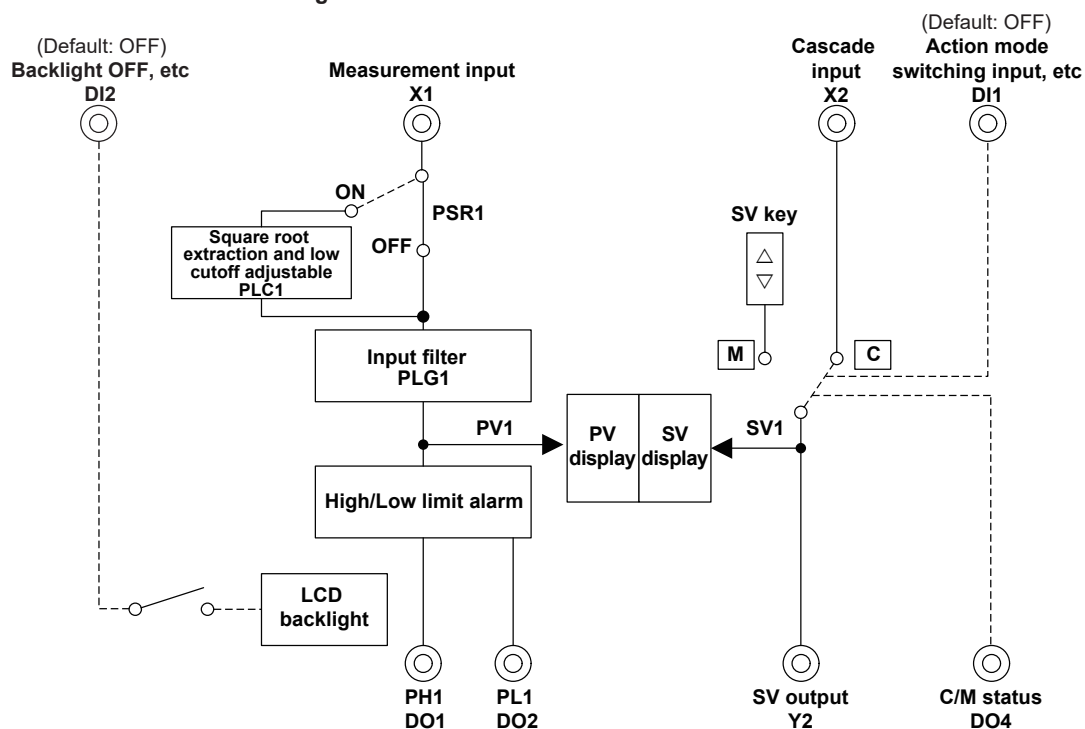 (Default: OFF)
Backlight OFF, etc
DI2
Measurement input
X1
Cascade
input
X2
(Default: OFF)
Action mode
switching input, etc
DI1
ON
PSR1
OFF
Square root
extraction and low
cutoff adjustable
PLC1
SV key
Input filter
PLG1
M
C
PV1
PV
display
SV
display
SV1
High/Low limit alarm
LCD
backlight
PH1
DO1
PL1
DO2
SV output
Y2
C/M status
DO4